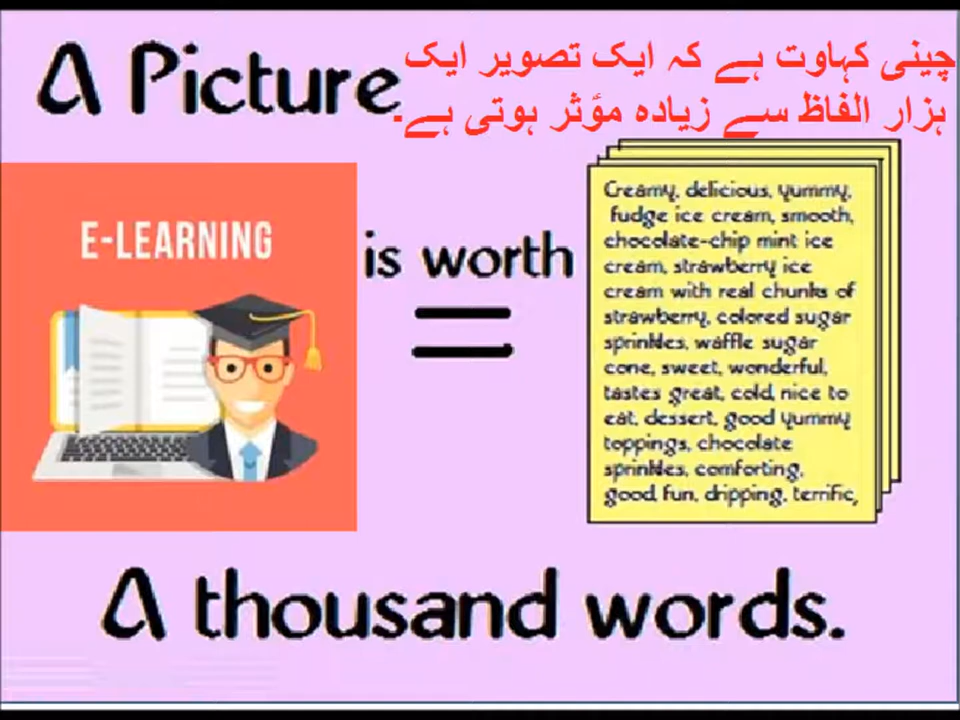 A Picture
چینی کہاوت ہے کہ ایک تصویر ایک
ہزار الفاظ سے زیادہ مؤثر ہوتی ہے۔
E-LEARNING
is worth
=
Creamy, delicious, yummy,
fudge ice cream, smooth,
chocolate-chip mint ice
cream, strawberry ice
cream with real chunks of
strawberry, colored sugar
sprinkles, waffle sugar
cone, sweet, wonderful,
tastes great, cold, nice to
eat, dessert, good yummy
toppings, chocolate
sprinkles, comforting,
good, fun, dripping, terrific,
A thousand words.